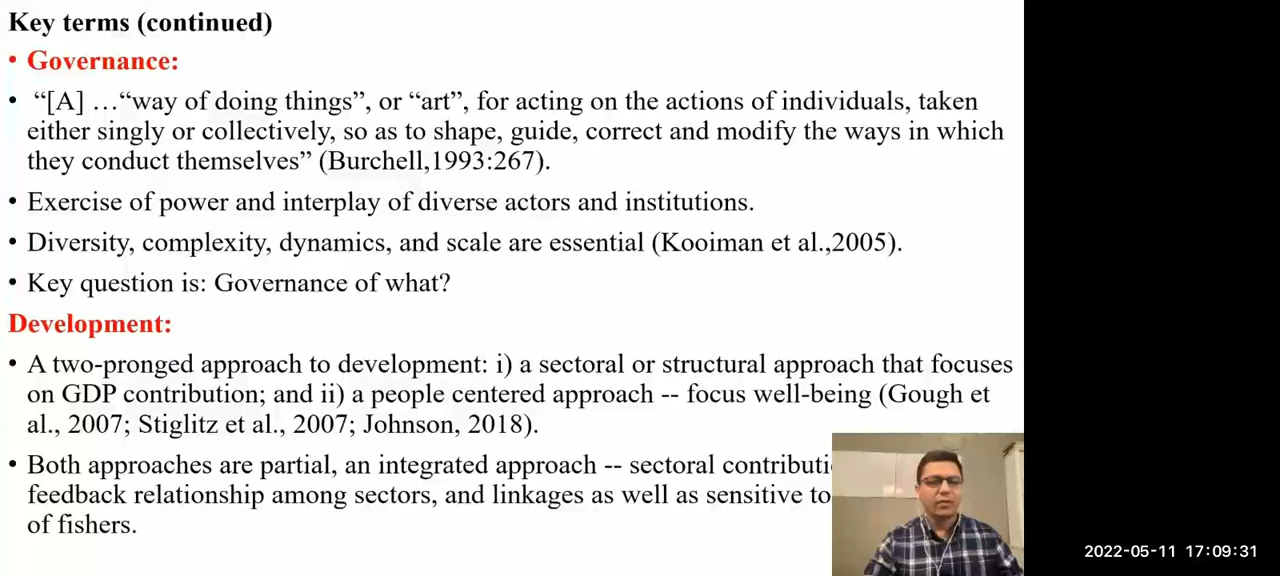 Key terms (continued)
• Governance:
• “[A] …“way of doing things”, or “art”, for acting on the actions of individuals, taken
either singly or collectively, so as to shape, guide, correct and modify the ways in which
they conduct themselves” (Burchell,1993:267).
• Exercise of power and interplay of diverse actors and institutions.
• Diversity, complexity, dynamics, and scale are essential (Kooiman et al.,2005).
• Key question is: Governance of what?
Development:
• A two-pronged approach to development: i) a sectoral or structural approach that focuses
on GDP contribution; and ii) a people centered approach -- focus well-being (Gough et
al., 2007; Stiglitz et al., 2007; Johnson, 2018).
• Both approaches are partial, an integrated approach -- sectoral
feedback relationship among sectors, and linkages as well as sensitive to
of fishers.
2022-05-11 17:09:31